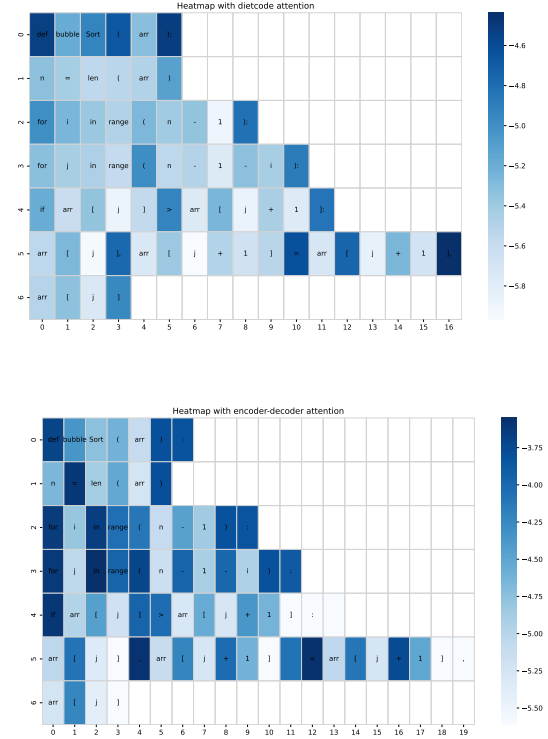 Heatmap with dietcode attention
0 def bubble Sort ( arr ):
1 n = len ( arr )
2 for i in range ( n - 1 ):
3 for j in range ( n - 1 - i ):
4 if arr [ j ] > arr [ j + 1 ]:
5 arr [ j ], arr [ j + 1 ] = arr [ j + 1 ],
6 arr [ j ]
0 1 2 3 4 5 6 7 8 9 10 11 12 13 14 15 16
−4.6
−4.8
−5.0
−5.2
−5.4
−5.6
−5.8
Heatmap with encoder-decoder attention
0 def bubble Sort ( arr ) :
1 n = len ( arr )
2 for i in range ( n - 1 ) :
3 for j in range ( n - 1 - i ) :
4 if arr [ j ] > arr [ j + 1 ] :
5 arr [ j ] , arr [ j + 1 ] = arr [ j + 1 ] ,
6 arr [ j ]
0 1 2 3 4 5 6 7 8 9 10 11 12 13 14 15 16 17 18 19
−3.75
−4.00
−4.25
−4.50
−4.75
−5.00
−5.25
−5.50